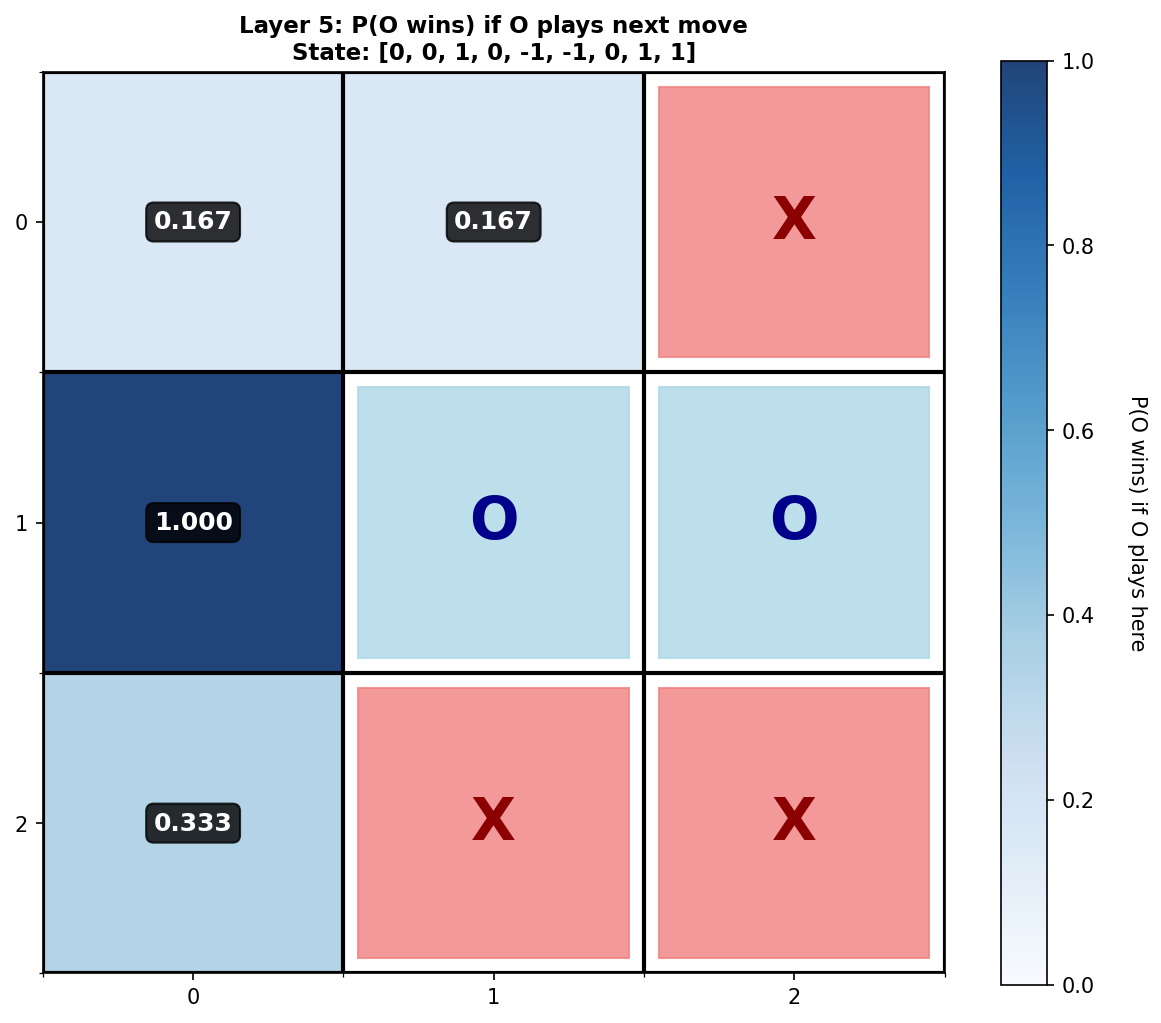 Layer 5: P(O wins) if O plays next move
State: [0, 0, 1, 0, -1, -1, 0, 1, 1]
0
0.167
0.167
X
1
1.000
O
O
2
0.333
X
X
0
1
2
1.0
0.8
0.6
0.4
0.2
0.0
P(O wins) if O plays here